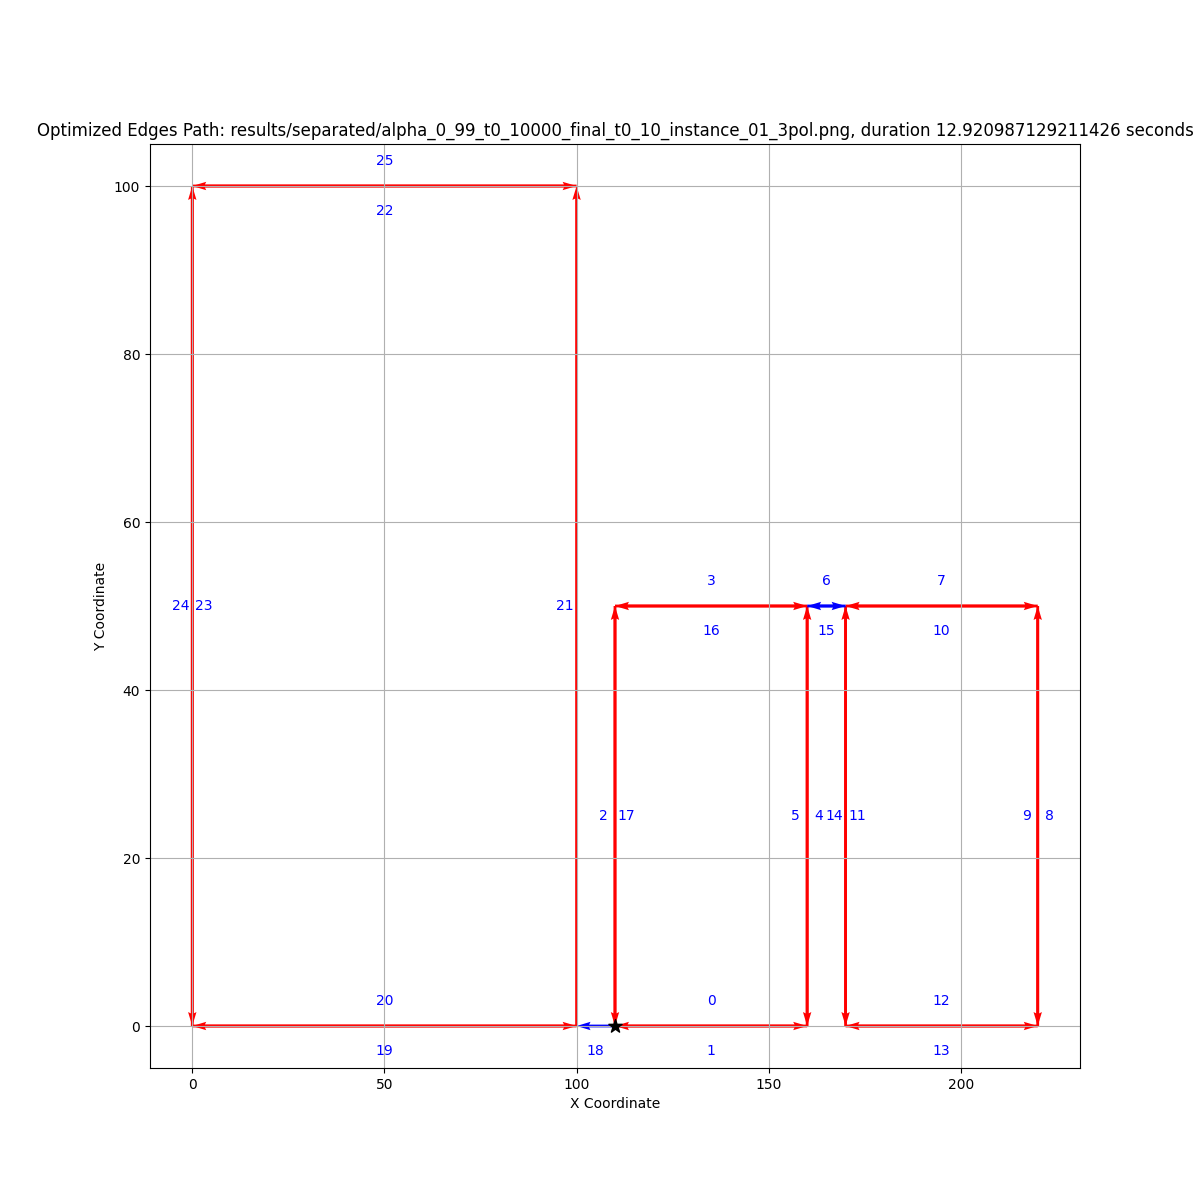 Optimized Edges Path: results/separated/alpha_0_99_t0_10000_final_t0_10_instance_01_3pol.png, duration 12.920987129211426 seconds
25
100
22
80
60
3 6 7
24 23 21
16 15 10
Y Coordinate
40
2 17 5 4 14 11 9 8
20
20 0 12
0
19 18 1 13
0 50 100 150 200
X Coordinate